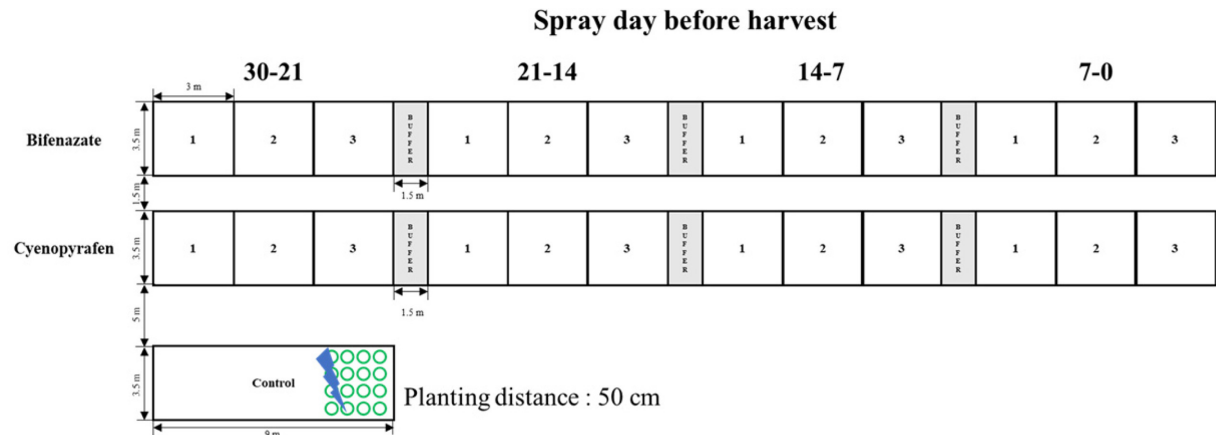 Spray day before harvest
30-21 21-14 14-7 7-0
3 m
Bifenazate 3.5 m 1 2 3 BUFFER 1 2 3 BUFFER 1 2 3 BUFFER 1 2 3
1.5 m 1.5 m
Cyenopyrafen 3.5 m 1 2 3 BUFFER 1 2 3 BUFFER 1 2 3 BUFFER 1 2 3
5 m 1.5 m
3.5 m Control Planting distance : 50 cm
9 m